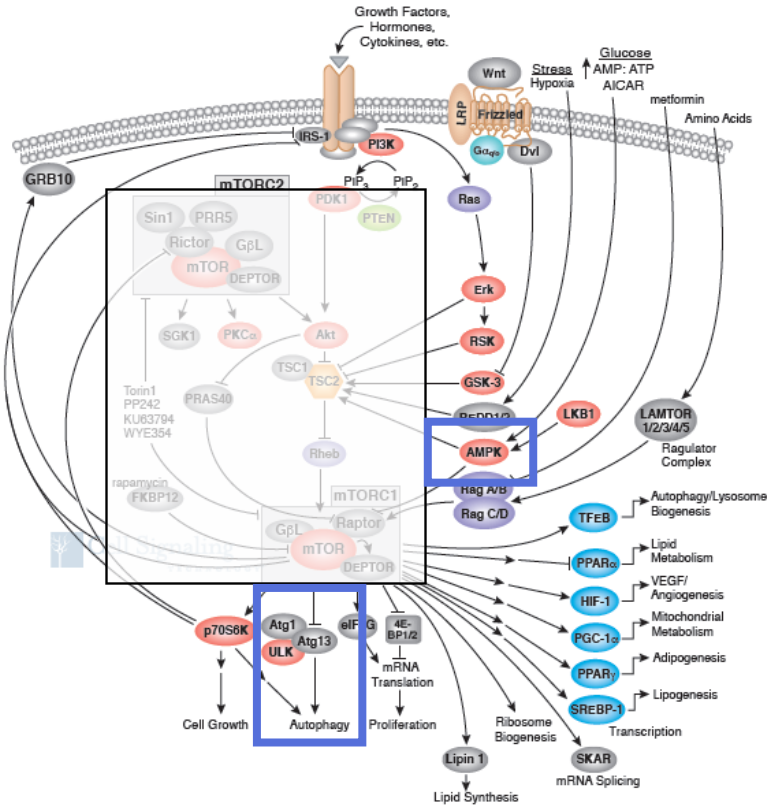 Growth Factors,
Hormones,
Cytokines, etc.
Stress
Hypoxia
Glucose
AMP: ATP
AICAR
metformin
Amino Acids
Wnt
LRP
Frizzled
Gαq/o
Dvl
IRS-1
PI3K
GRB10
PIP3
PIP2
mTORC2
PDK1
PTEN
Ras
Sin1
PRR5
Rictor
GβL
mTOR
DEPTOR
Erk
SGK1
PKCα
Akt
RSK
TSC1
TSC2
GSK-3
Torin1
PP242
KU63794
WYE354
PRAS40
REDD1/2
LKB1
LAMTOR
1/2/3/4/5
Ragulator
Complex
AMPK
Rheb
rapamycin
FKBP12
mTORC1
Rag A/B
Rag C/D
GβL
Raptor
mTOR
DEPTOR
Cell Signaling
TFEB
Autophagy/Lysosome
Biogenesis
PPARα
Lipid
Metabolism
HIF-1
VEGF/
Angiogenesis
PGC-1α
Mitochondrial
Metabolism
PPARγ
Adipogenesis
SREBP-1
Lipogenesis
Transcription
p70S6K
Atg1
ULK
Atg13
4E-
BP1/2
mRNA
Translation
Cell Growth
Autophagy
Proliferation
Ribosome
Biogenesis
Lipin 1
Lipid Synthesis
SKAR
mRNA Splicing